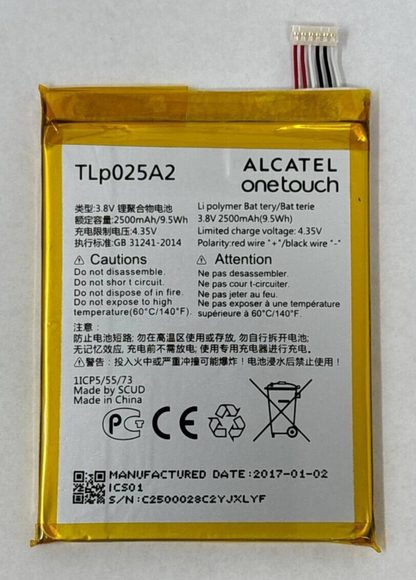 TLp025A2
ALCATEL
onetouch
类型:3.8V 锂聚合物电池
额定容量:2500mAh/9.5Wh
充电限制电压:4.35V
执行标准:GB 31241-2014
Li polymer Bat tery/Bat terie
3.8V 2500mAh(9.5Wh)
Limited charge voltage: 4.35V
Polarity:red wire "+"/black wire "-"
⚠ Cautions
Do not disassemble.
Do not shor t circuit.
Do not dispose of in fire.
Do not expose to high
temperature(60°C/140°F).
⚠ Attention
Ne pas desassembler.
Ne pas cour t-circuiter.
Ne pas jeter au feu.
Ne pas exposer à une température
supérieure à 60°C/140°F.
注意:
防止电池短路; 勿在高温区使用或存放, 勿自行拆开电池;
无记忆效应, 充电前不需放电; 使用专用充电器进行充电。
⚠警告: 投入火中或严重冲撞可能爆炸! 电池浸水后禁用!
1ICP5/55/73
Made by SCUD
Made in China
MANUFACTURED DATE:2017-01-02
ICS01
S/N:C2500028C2YJXLYF